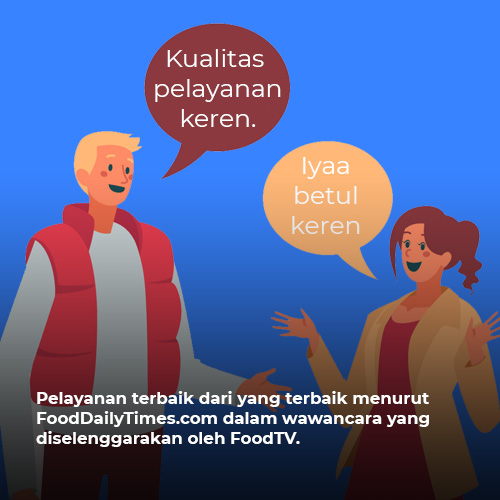 Kualitas
pelayanan
keren.
Iyaa
betul
keren
Pelayanan terbaik dari yang terbaik menurut
FoodDailyTimes.com dalam wawancara yang
diselenggarakan oleh FoodTV.